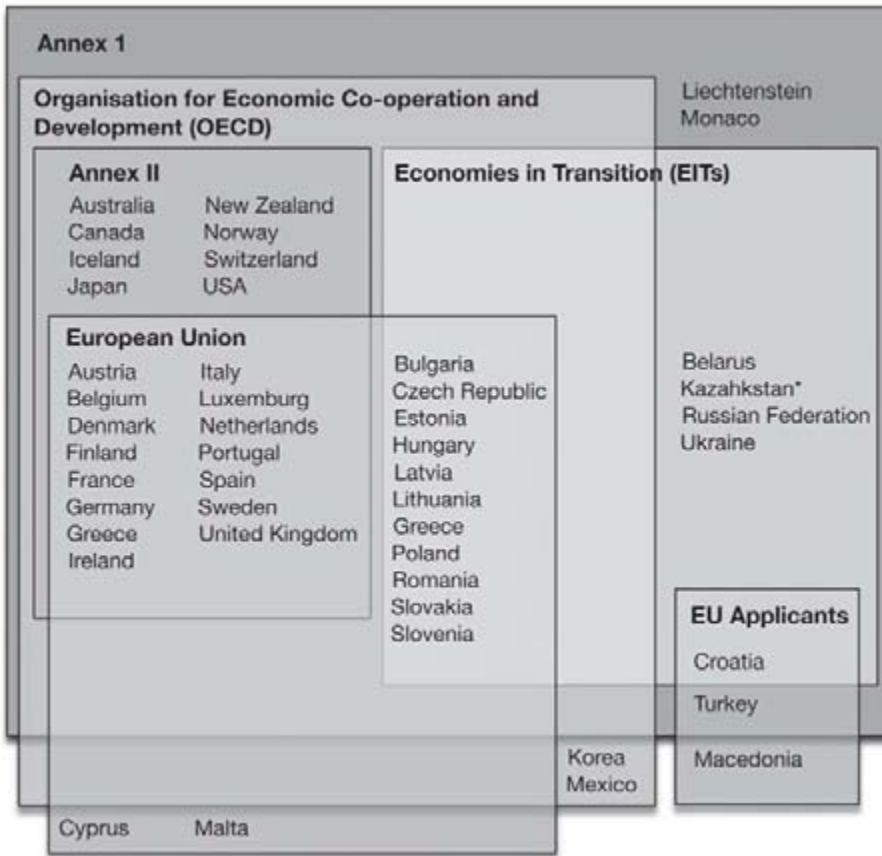 Annex 1
Organisation for Economic Co-operation and
Development (OECD)
Liechtenstein
Monaco
Annex II
Australia New Zealand
Canada Norway
Iceland Switzerland
Japan USA
Economies in Transition (EITs)
European Union
Austria Italy
Belgium Luxemburg
Denmark Netherlands
Finland Portugal
France Spain
Germany Sweden
Greece United Kingdom
Ireland
Bulgaria
Czech Republic
Estonia
Hungary
Latvia
Lithuania
Greece
Poland
Romania
Slovakia
Slovenia
Belarus
Kazahkstan*
Russian Federation
Ukraine
EU Applicants
Croatia
Turkey
Macedonia
Korea
Mexico
Cyprus Malta